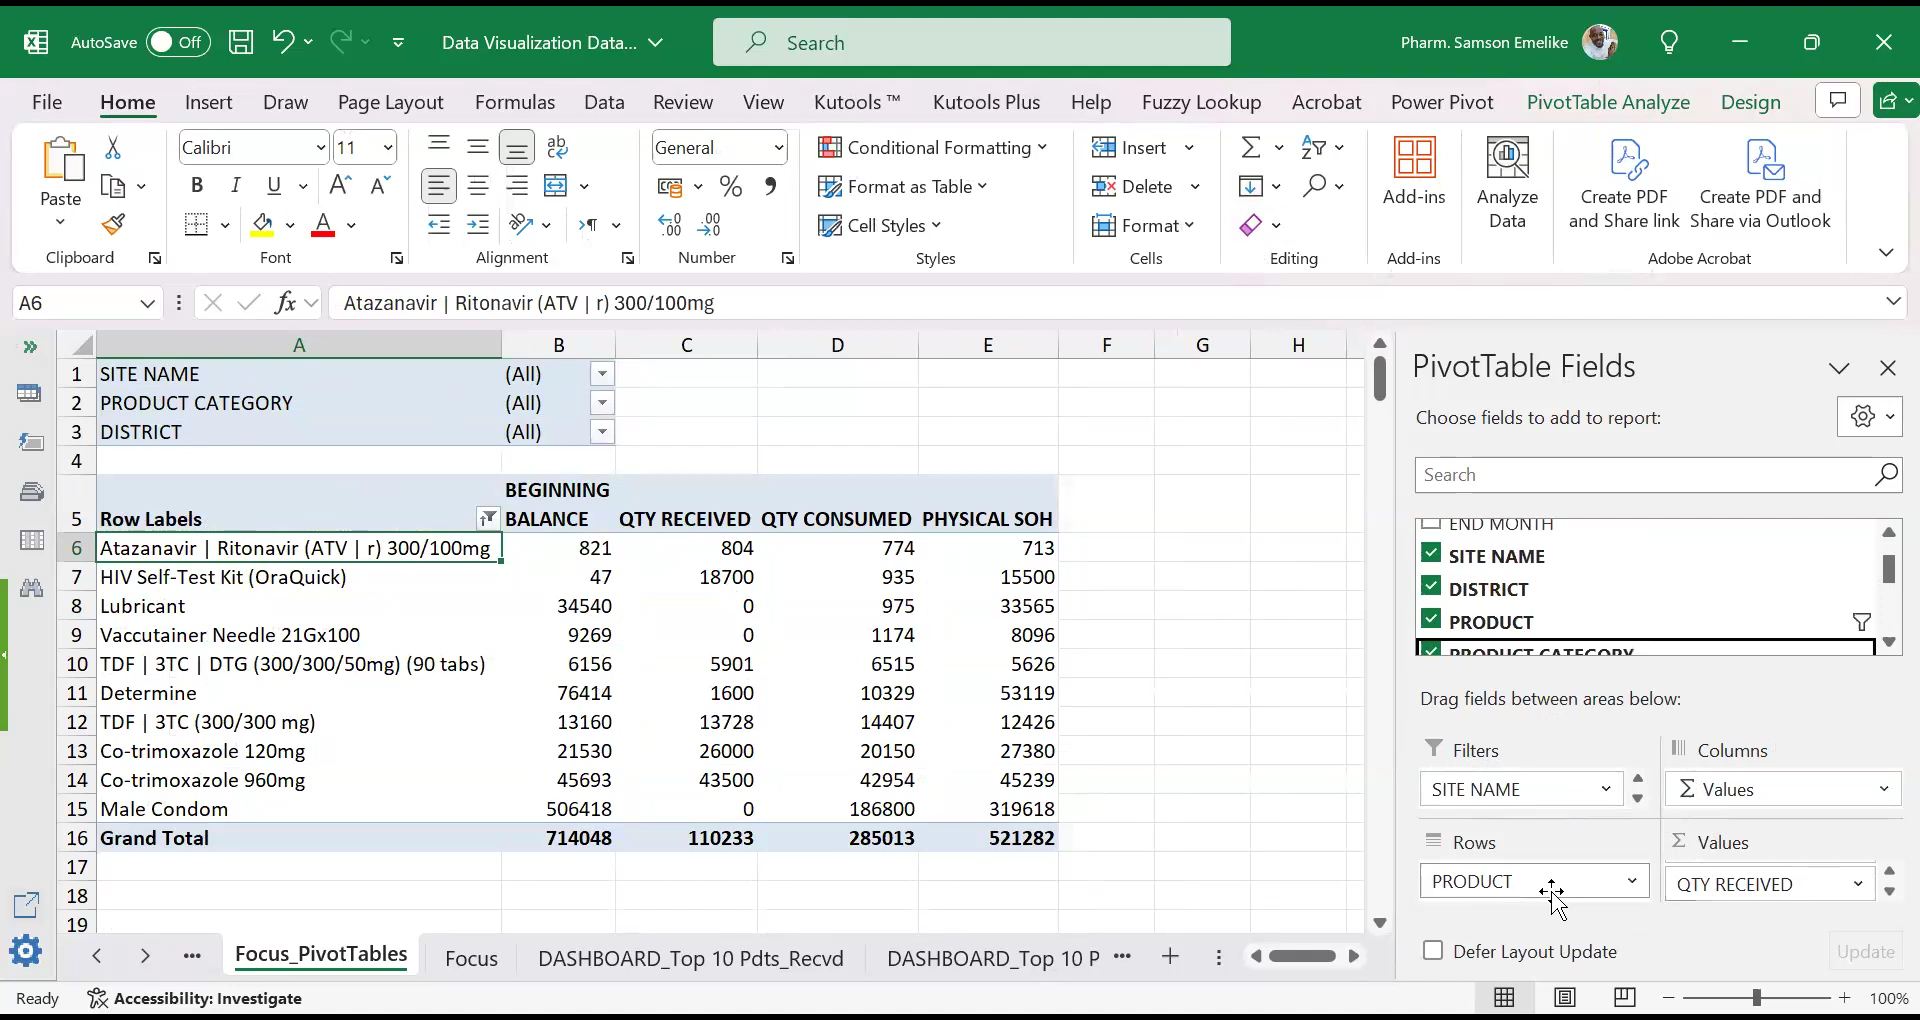 AutoSave Off Data Visualization Data... Search Pharm. Samson Emelike
File Home Insert Draw Page Layout Formulas Data Review View Kutools ™ Kutools Plus Help Fuzzy Lookup Acrobat Power Pivot PivotTable Analyze Design
Calibri 11 General Conditional Formatting Insert
Paste Format as Table Delete Add-ins Analyze Data Create PDF and Share link Create PDF and Share via Outlook
Cell Styles Format
Clipboard Font Alignment Number Styles Cells Editing Add-ins Adobe Acrobat
A6 fx Atazanavir | Ritonavir (ATV | r) 300/100mg
A B C D E F G H
1 SITE NAME (All)
2 PRODUCT CATEGORY (All)
3 DISTRICT (All)
4
5 Row Labels BEGINNING BALANCE QTY RECEIVED QTY CONSUMED PHYSICAL SOH
6 Atazanavir | Ritonavir (ATV | r) 300/100mg 821 804 774 713
7 HIV Self-Test Kit (OraQuick) 47 18700 935 15500
8 Lubricant 34540 0 975 33565
9 Vaccutainer Needle 21Gx100 9269 0 1174 8096
10 TDF | 3TC | DTG (300/300/50mg) (90 tabs) 6156 5901 6515 5626
11 Determine 76414 1600 10329 53119
12 TDF | 3TC (300/300 mg) 13160 13728 14407 12426
13 Co-trimoxazole 120mg 21530 26000 20150 27380
14 Co-trimoxazole 960mg 45693 43500 42954 45239
15 Male Condom 506418 0 186800 319618
16 Grand Total 714048 110233 285013 521282
17
18
19
PivotTable Fields
Choose fields to add to report:
Search
END MONTH
SITE NAME
DISTRICT
PRODUCT
PRODUCT CATEGORY
Drag fields between areas below:
Filters Columns
SITE NAME Σ Values
Rows Σ Values
PRODUCT QTY RECEIVED
Defer Layout Update Update
Focus_PivotTables Focus DASHBOARD_Top 10 Pdts_Recvd DASHBOARD_Top 10 P
Ready Accessibility: Investigate 100%